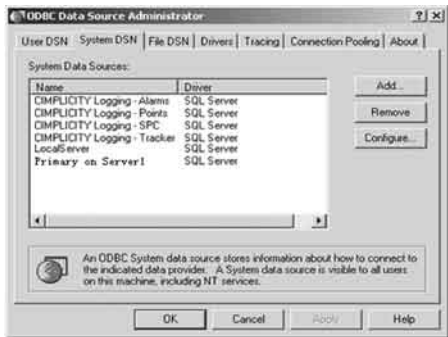 ODBC Data Source Administrator
User DSN System DSN File DSN Drivers Tracing Connection Pooling About
System Data Sources:
Name Driver
CIMPLICITY Logging - Alarms SQL Server
CIMPLICITY Logging - Points SQL Server
CIMPLICITY Logging - SPC SQL Server
CIMPLICITY Logging - Tracker SQL Server
LocalServer SQL Server
Primary on Server1 SQL Server
Add...
Remove
Configure...
An ODBC System data source stores information about how to connect to
the indicated data provider. A System data source is visible to all users
on this machine, including NT services.
OK Cancel Apply Help